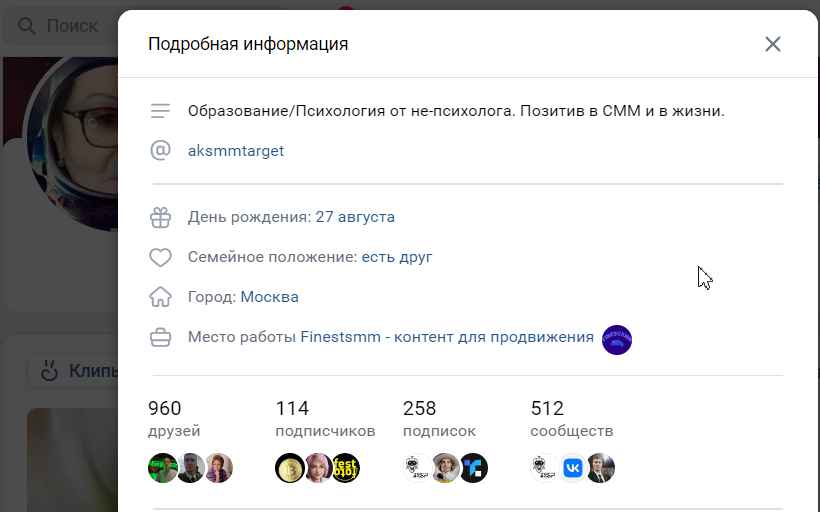 Поиск
Подробная информация
Образование/Психология от не-психолога. Позитив в СММ и в жизни.
aksmmtarget
День рождения: 27 августа
Семейное положение: есть друг
Город: Москва
Место работы Finestsmm - контент для продвижения
Клипы
960 114 258 512
друзей подписчиков подписок сообществ